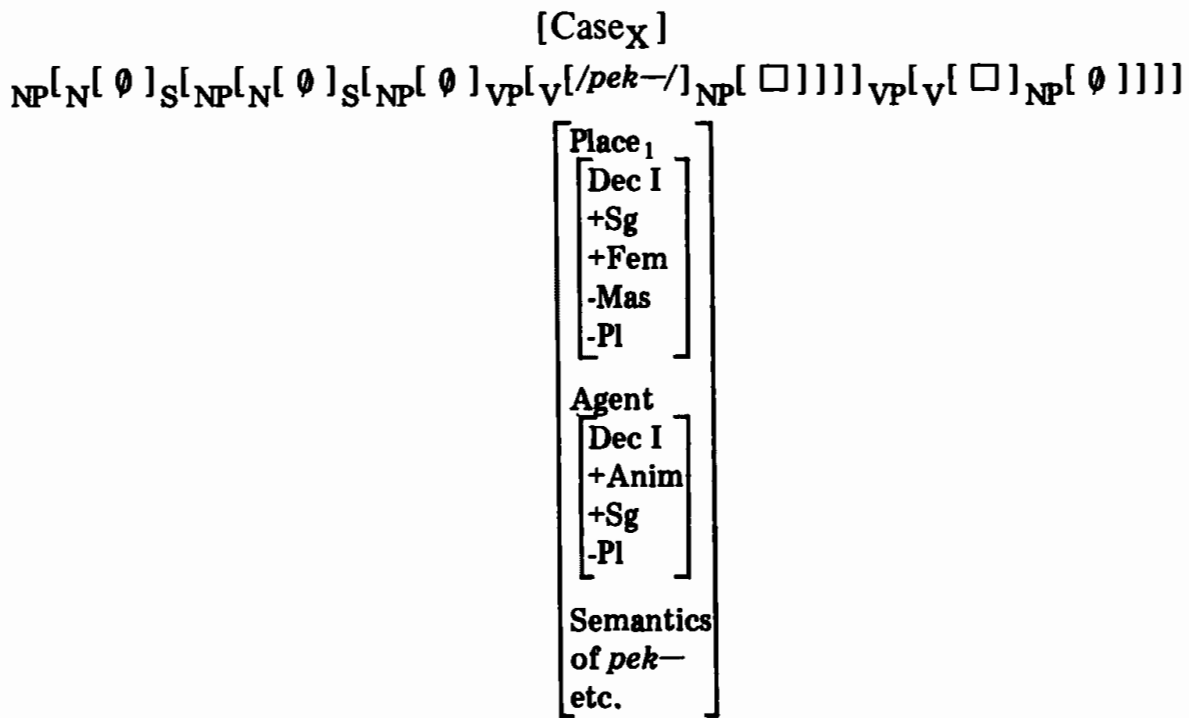 [CaseX]
NP[N[ ∅ ]S[NP[N[ ∅ ]S[NP[ ∅ ]VP[V[/pek—/]NP[ □ ]]]]]VP[V[ □ ]NP[ ∅ ]]]]
Place1
Dec I
+Sg
+Fem
-Mas
-Pl
Agent
Dec I
+Anim
+Sg
-Pl
Semantics
of pek—
etc.